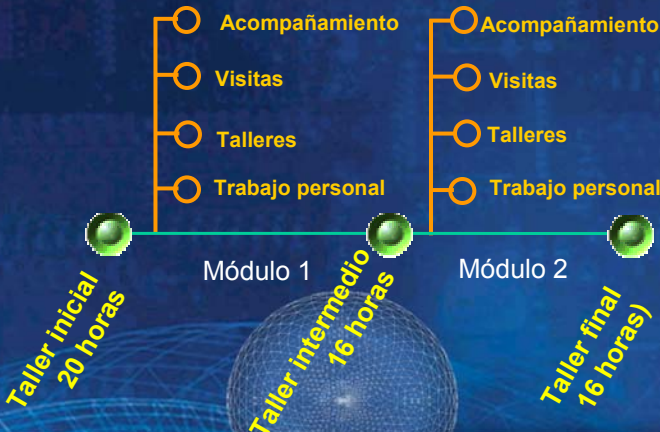 Acompañamiento
Visitas
Talleres
Trabajo personal
Acompañamiento
Visitas
Talleres
Trabajo personal
Módulo 1
Módulo 2
Taller inicial
20 horas
Taller intermedio
16 horas
Taller final
16 horas)